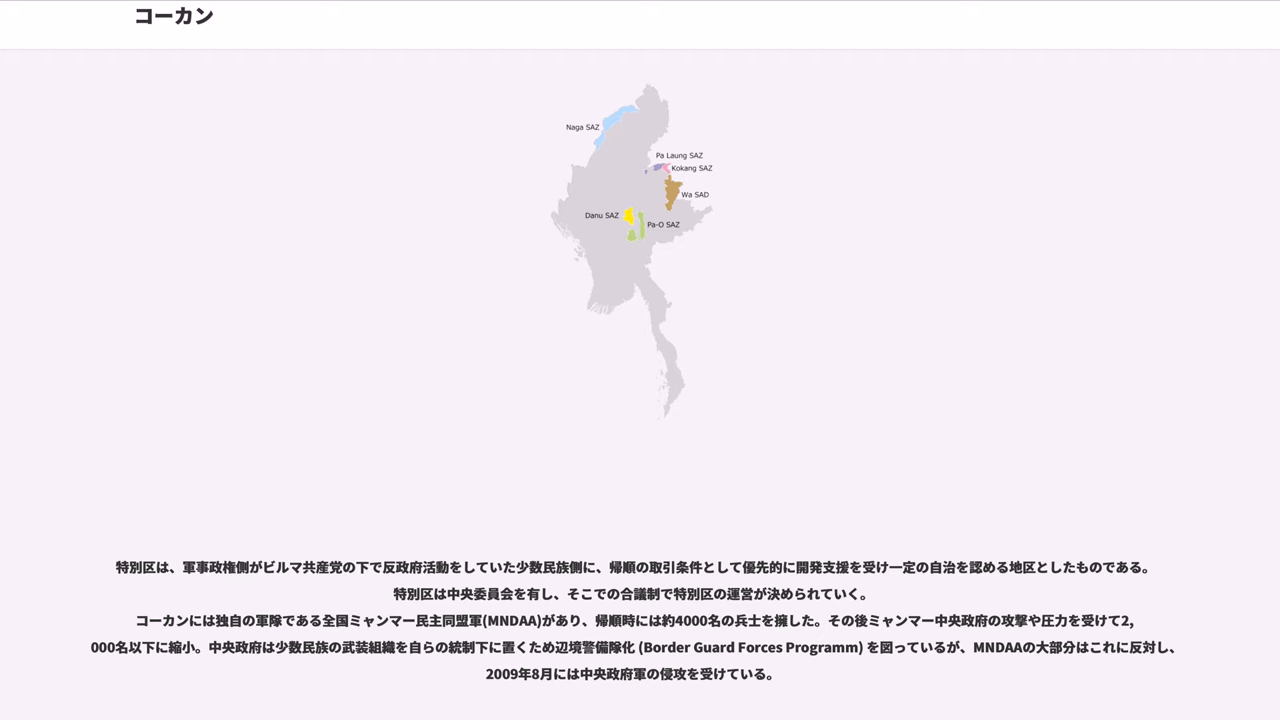 コーカン
Naga SAZ
Pa Laung SAZ
Kokang SAZ
Wa SAD
Danu SAZ
Pa-O SAZ
特別区は、軍事政権側がビルマ共産党の下で反政府活動をしていた少数民族側に、帰順の取引条件として優先的に開発支援を受け一定の自治を認める地区としたものである。
特別区は中央委員会を有し、そこでの合議制で特別区の運営が決められていく。
コーカンには独自の軍隊である全国ミャンマー民主同盟軍(MNDAA)があり、帰順時には約4000名の兵士を擁した。その後ミャンマー中央政府の攻撃や圧力を受けて2,
000名以下に縮小。中央政府は少数民族の武装組織を自らの統制下に置くため辺境警備隊化 (Border Guard Forces Programm) を図っているが、MNDAAの大部分はこれに反対し、
2009年8月には中央政府軍の侵攻を受けている。